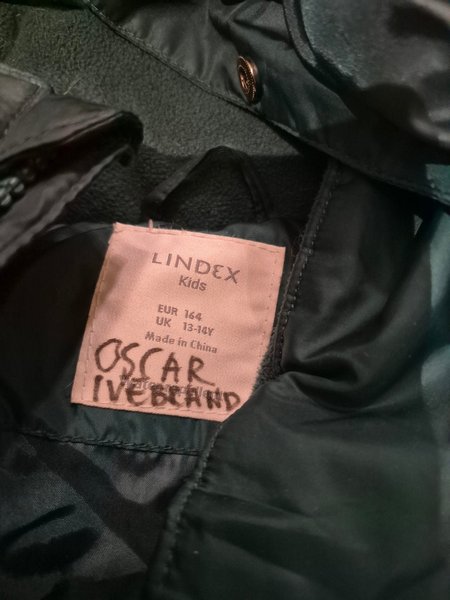 LINDEX
Kids
EUR 164
UK 13-14Y
Made in China
OSCAR
IVEBRAND